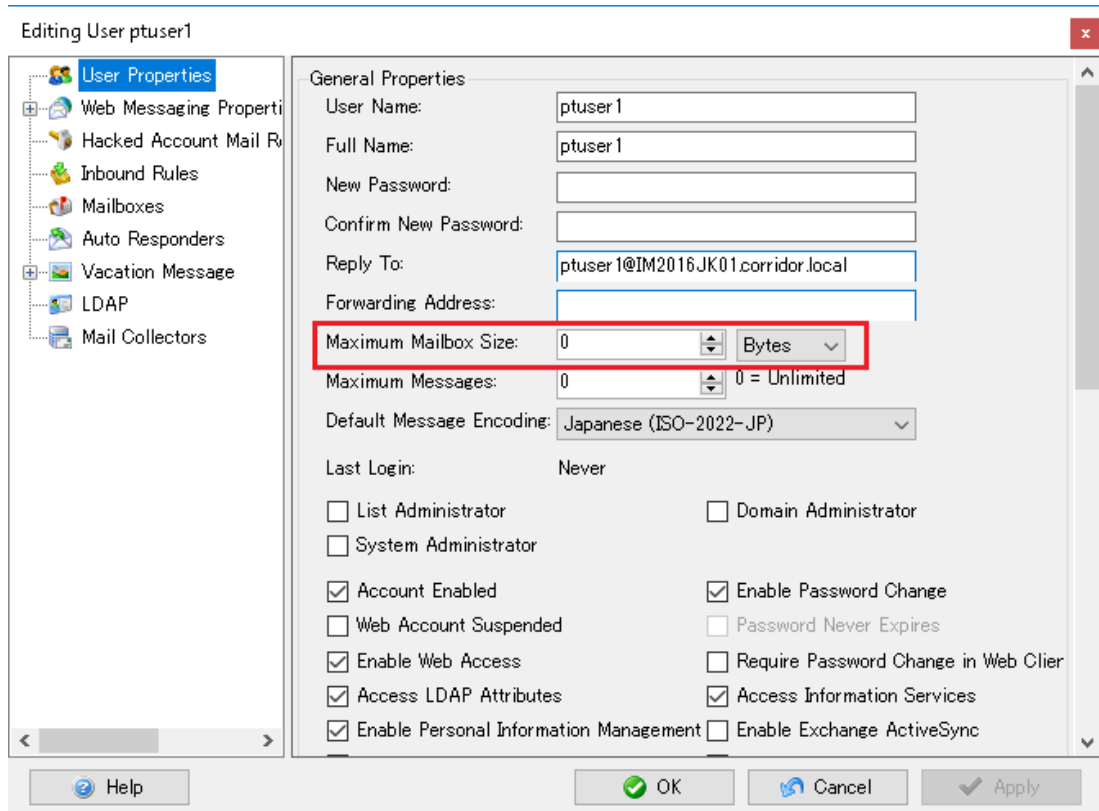 Editing User ptuser1
x
User Properties
Web Messaging Properti
Hacked Account Mail R
Inbound Rules
Mailboxes
Auto Responders
Vacation Message
LDAP
Mail Collectors
General Properties
User Name: ptuser1
Full Name: ptuser1
New Password:
Confirm New Password:
Reply To: ptuser1@IM2016JK01.corridor.local
Forwarding Address:
Maximum Mailbox Size: 0 Bytes
Maximum Messages: 0 0 = Unlimited
Default Message Encoding: Japanese (ISO-2022-JP)
Last Login: Never
List Administrator Domain Administrator
System Administrator
Account Enabled Enable Password Change
Web Account Suspended Password Never Expires
Enable Web Access Require Password Change in Web Clier
Access LDAP Attributes Access Information Services
Enable Personal Information Management Enable Exchange ActiveSync
Help OK Cancel Apply